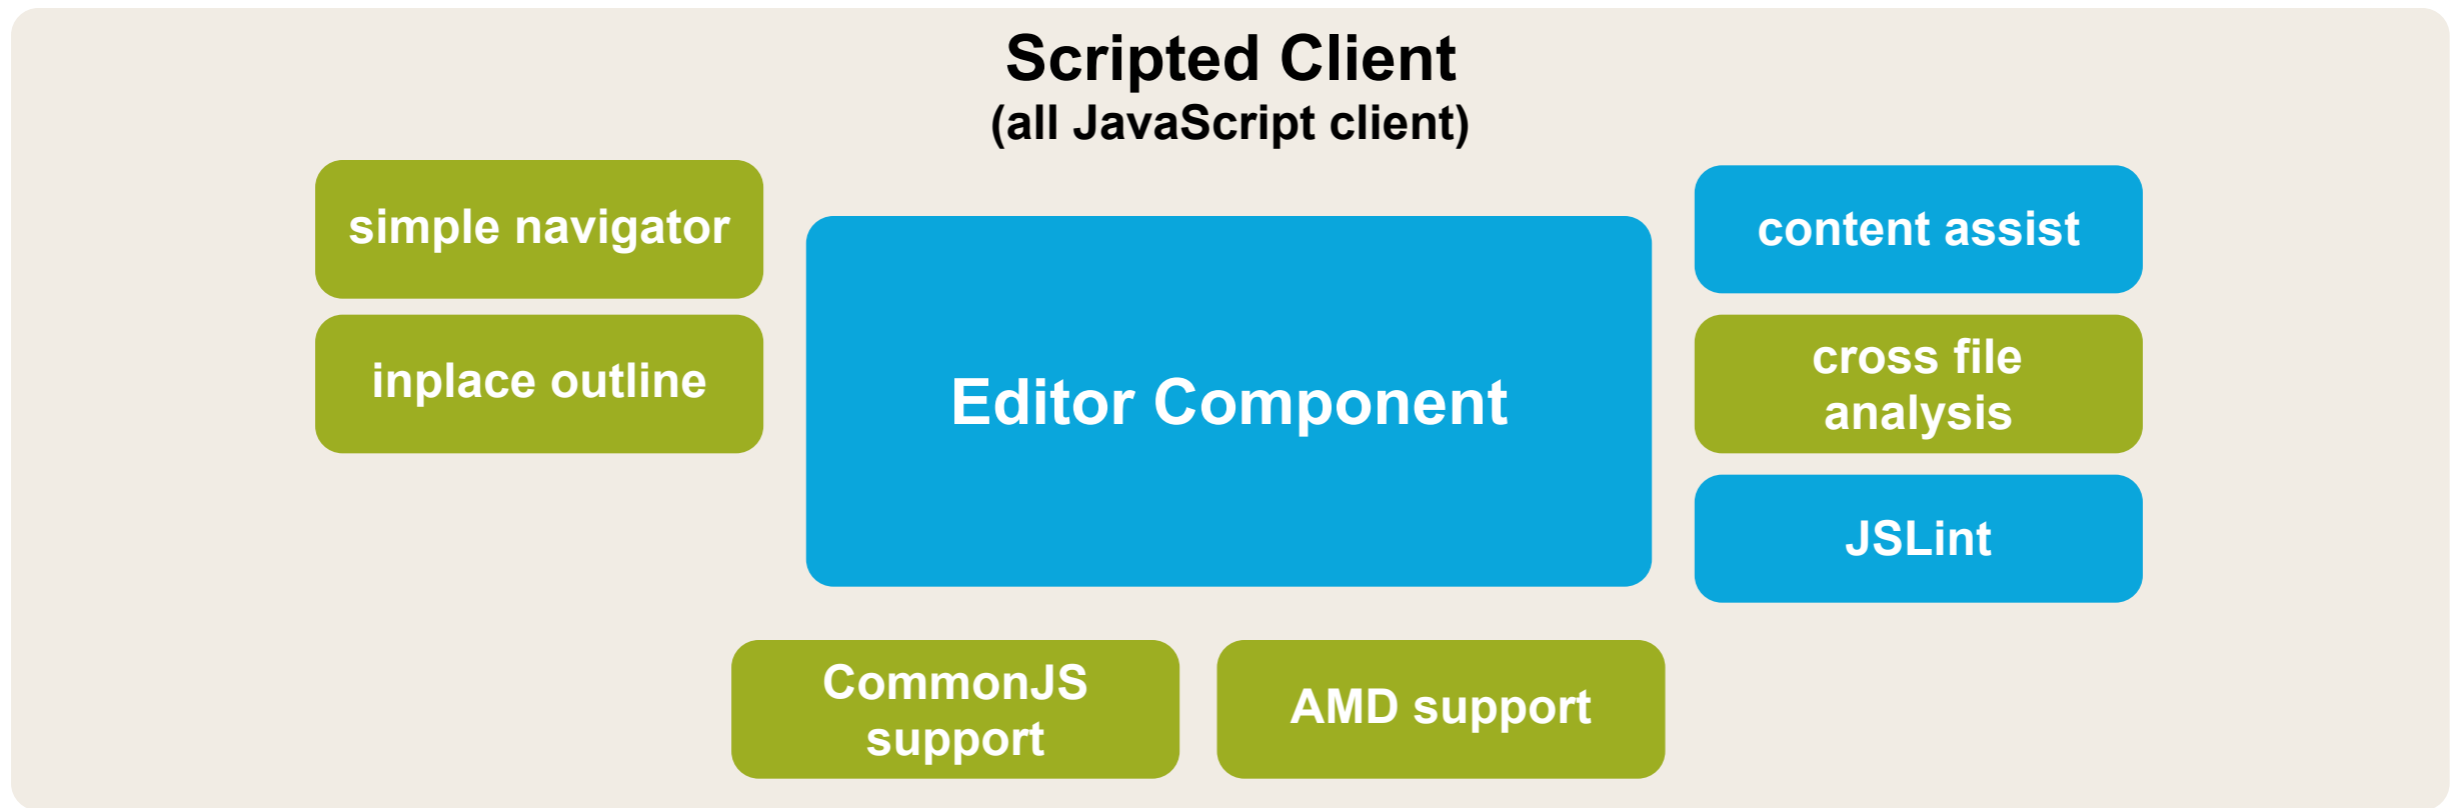 Scripted Client
(all JavaScript client)
simple navigator
inplace outline
Editor Component
content assist
cross file
analysis
JSLint
CommonJS
support
AMD support